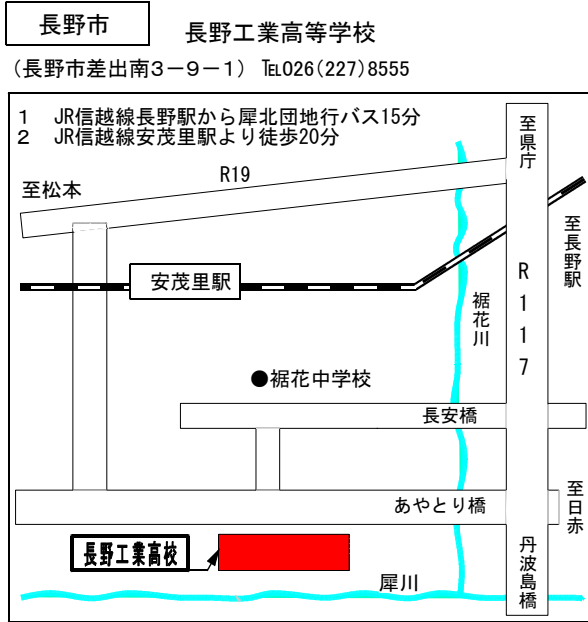 長野市
長野工業高等学校
（長野市差出南3－9－1）　℡026(227)8555
1　JR信越線長野駅から犀北団地行バス15分
2　JR信越線安茂里駅より徒歩20分
至県庁
R19
至松本
至長野駅
安茂里駅
R117
裾花川
●裾花中学校
長安橋
至日赤
あやとり橋
長野工業高校
丹波島橋
犀川